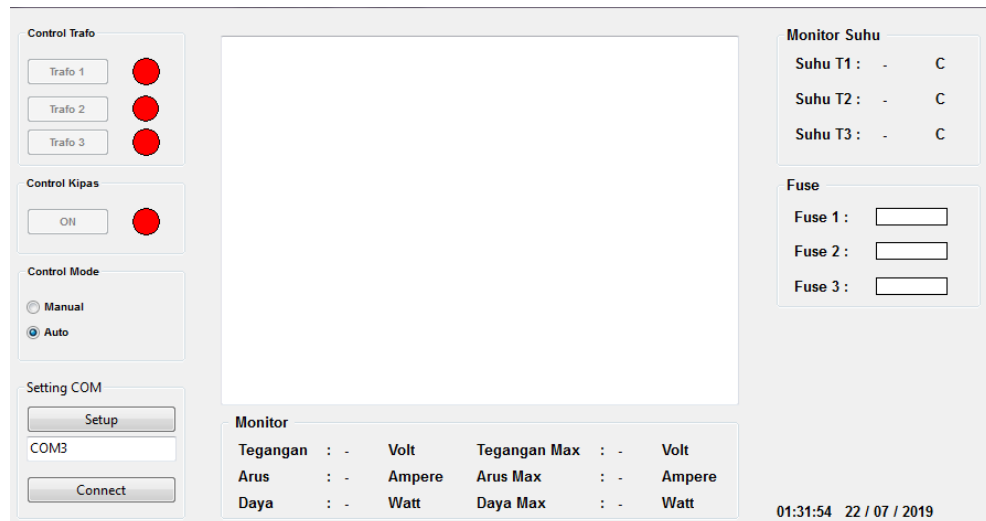 Control Trafo
Trafo 1
Trafo 2
Trafo 3
Control Kipas
ON
Control Mode
Manual
Auto
Setting COM
Setup
COM3
Connect
Monitor
Tegangan : - Volt Tegangan Max : - Volt
Arus : - Ampere Arus Max : - Ampere
Daya : - Watt Daya Max : - Watt
Monitor Suhu
Suhu T1 : - C
Suhu T2 : - C
Suhu T3 : - C
Fuse
Fuse 1 :
Fuse 2 :
Fuse 3 :
01:31:54 22 / 07 / 2019